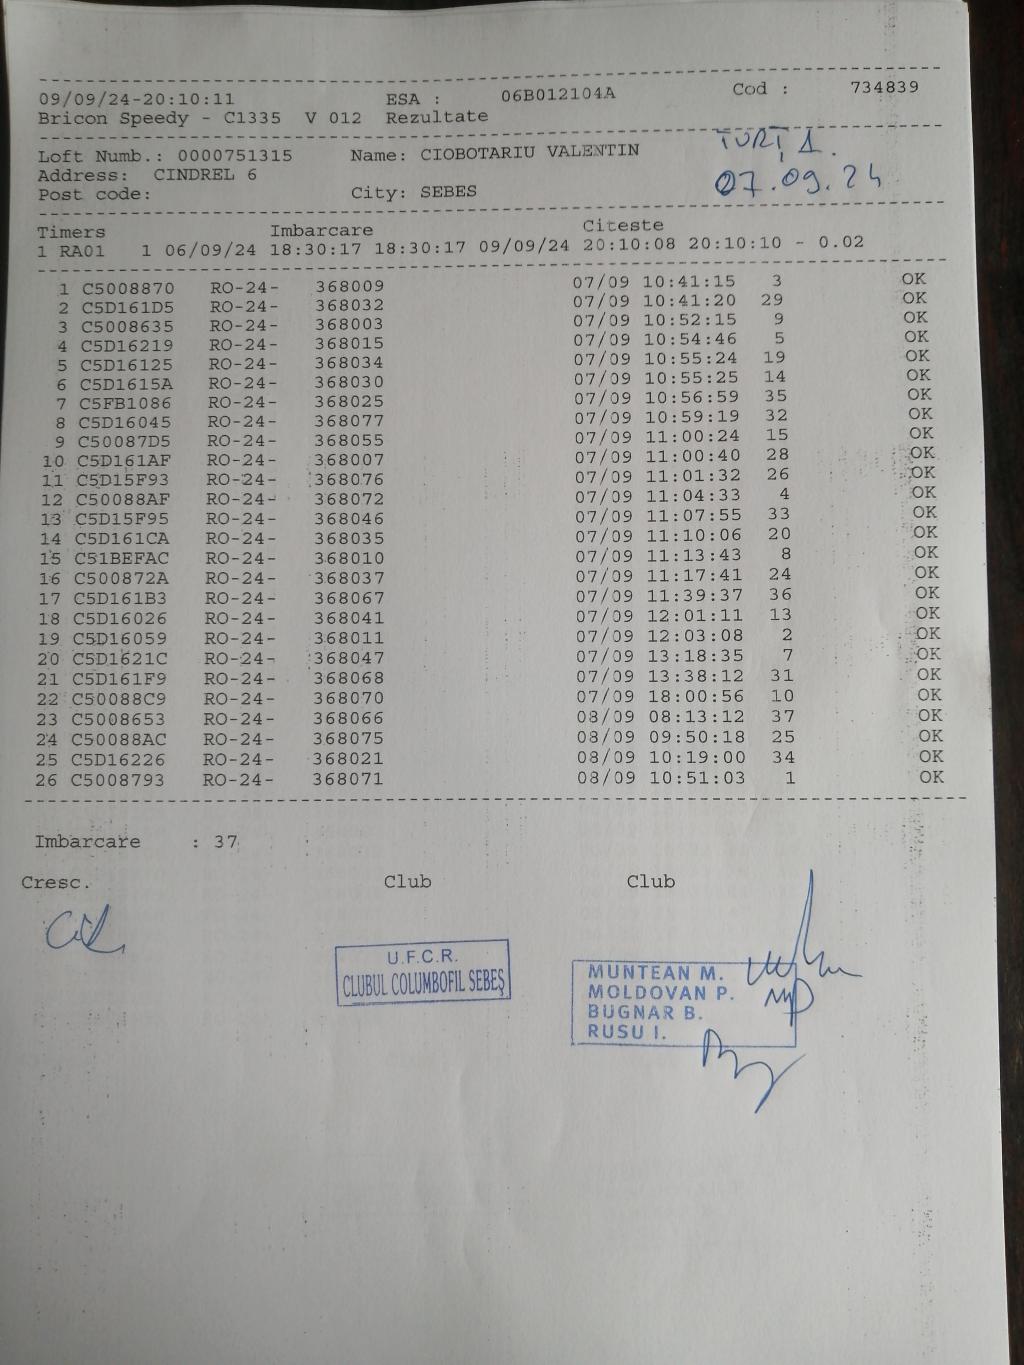 09/09/24-20:10:11 ESA : 06B012104A Cod : 734839
Bricon Speedy - C1335 V 012 Rezultate
Loft Numb.: 0000751315 Name: CIOBOTARIU VALENTIN TURȚ 1.
Address: CINDREL 6 07.09.24
Post code: City: SEBES
Timers Imbarcare Citeste
1 RA01 1 06/09/24 18:30:17 18:30:17 09/09/24 20:10:08 20:10:10 - 0.02
1 C5008870 RO-24- 368009 07/09 10:41:15 3 OK
2 C5D161D5 RO-24- 368032 07/09 10:41:20 29 OK
3 C5008635 RO-24- 368003 07/09 10:52:15 9 OK
4 C5D16219 RO-24- 368015 07/09 10:54:46 5 OK
5 C5D16125 RO-24- 368034 07/09 10:55:24 19 OK
6 C5D1615A RO-24- 368030 07/09 10:55:25 14 OK
7 C5FB1086 RO-24- 368025 07/09 10:56:59 35 OK
8 C5D16045 RO-24- 368077 07/09 10:59:19 32 OK
9 C50087D5 RO-24- 368055 07/09 11:00:24 15 OK
10 C5D161AF RO-24- 368007 07/09 11:00:40 28 OK
11 C5D15F93 RO-24- 368076 07/09 11:01:32 26 OK
12 C50088AF RO-24- 368072 07/09 11:04:33 4 OK
13 C5D15F95 RO-24- 368046 07/09 11:07:55 33 OK
14 C5D161CA RO-24- 368035 07/09 11:10:06 20 OK
15 C51BEFAC RO-24- 368010 07/09 11:13:43 8 OK
16 C500872A RO-24- 368037 07/09 11:17:41 24 OK
17 C5D161B3 RO-24- 368067 07/09 11:39:37 36 OK
18 C5D16026 RO-24- 368041 07/09 12:01:11 13 OK
19 C5D16059 RO-24- 368011 07/09 12:03:08 2 OK
20 C5D1621C RO-24- 368047 07/09 13:18:35 7 OK
21 C5D161F9 RO-24- 368068 07/09 13:38:12 31 OK
22 C50088C9 RO-24- 368070 07/09 18:00:56 10 OK
23 C5008653 RO-24- 368066 08/09 08:13:12 37 OK
24 C50088AC RO-24- 368075 08/09 09:50:18 25 OK
25 C5D16226 RO-24- 368021 08/09 10:19:00 34 OK
26 C5008793 RO-24- 368071 08/09 10:51:03 1 OK
Imbarcare : 37
Cresc. Club Club
U.F.C.R.
CLUBUL COLUMBOFIL SEBEȘ
MUNTEAN M.
MOLDOVAN P.
BUGNAR B.
RUSU I.